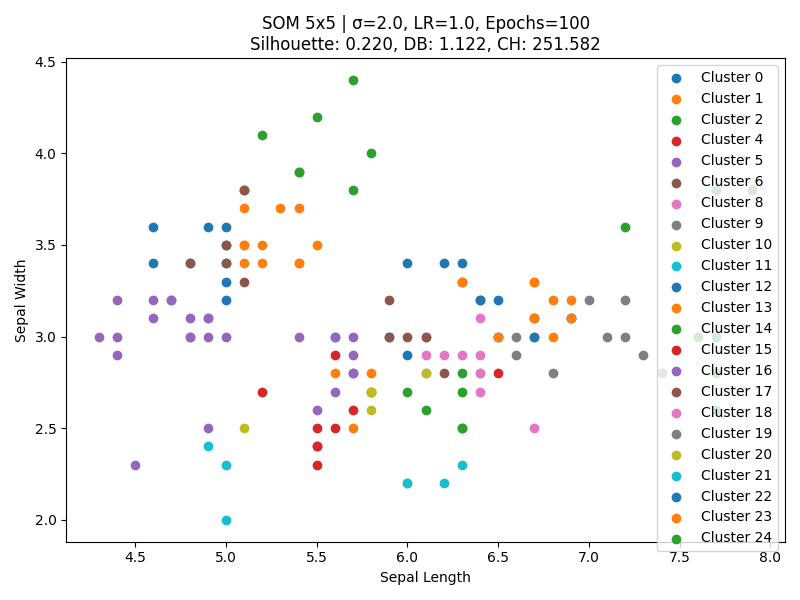 SOM 5x5 | σ=2.0, LR=1.0, Epochs=100
Silhouette: 0.220, DB: 1.122, CH: 251.582
4.5
4.0
3.5
3.0
2.5
2.0
Sepal Width
Cluster 0
Cluster 1
Cluster 2
Cluster 4
Cluster 5
Cluster 6
Cluster 8
Cluster 9
Cluster 10
Cluster 11
Cluster 12
Cluster 13
Cluster 14
Cluster 15
Cluster 16
Cluster 17
Cluster 18
Cluster 19
Cluster 20
Cluster 21
Cluster 22
Cluster 23
Cluster 24
4.5 5.0 5.5 6.0 6.5 7.0 7.5 8.0
Sepal Length